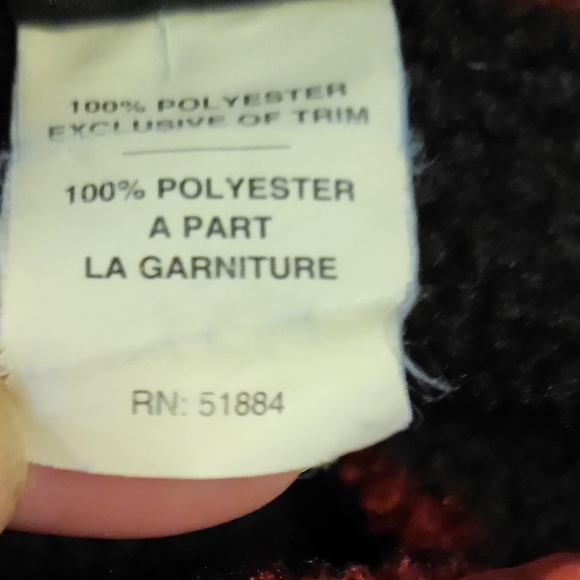 100% POLYESTER
EXCLUSIVE OF TRIM
100% POLYESTER
A PART
LA GARNITURE
RN: 51884